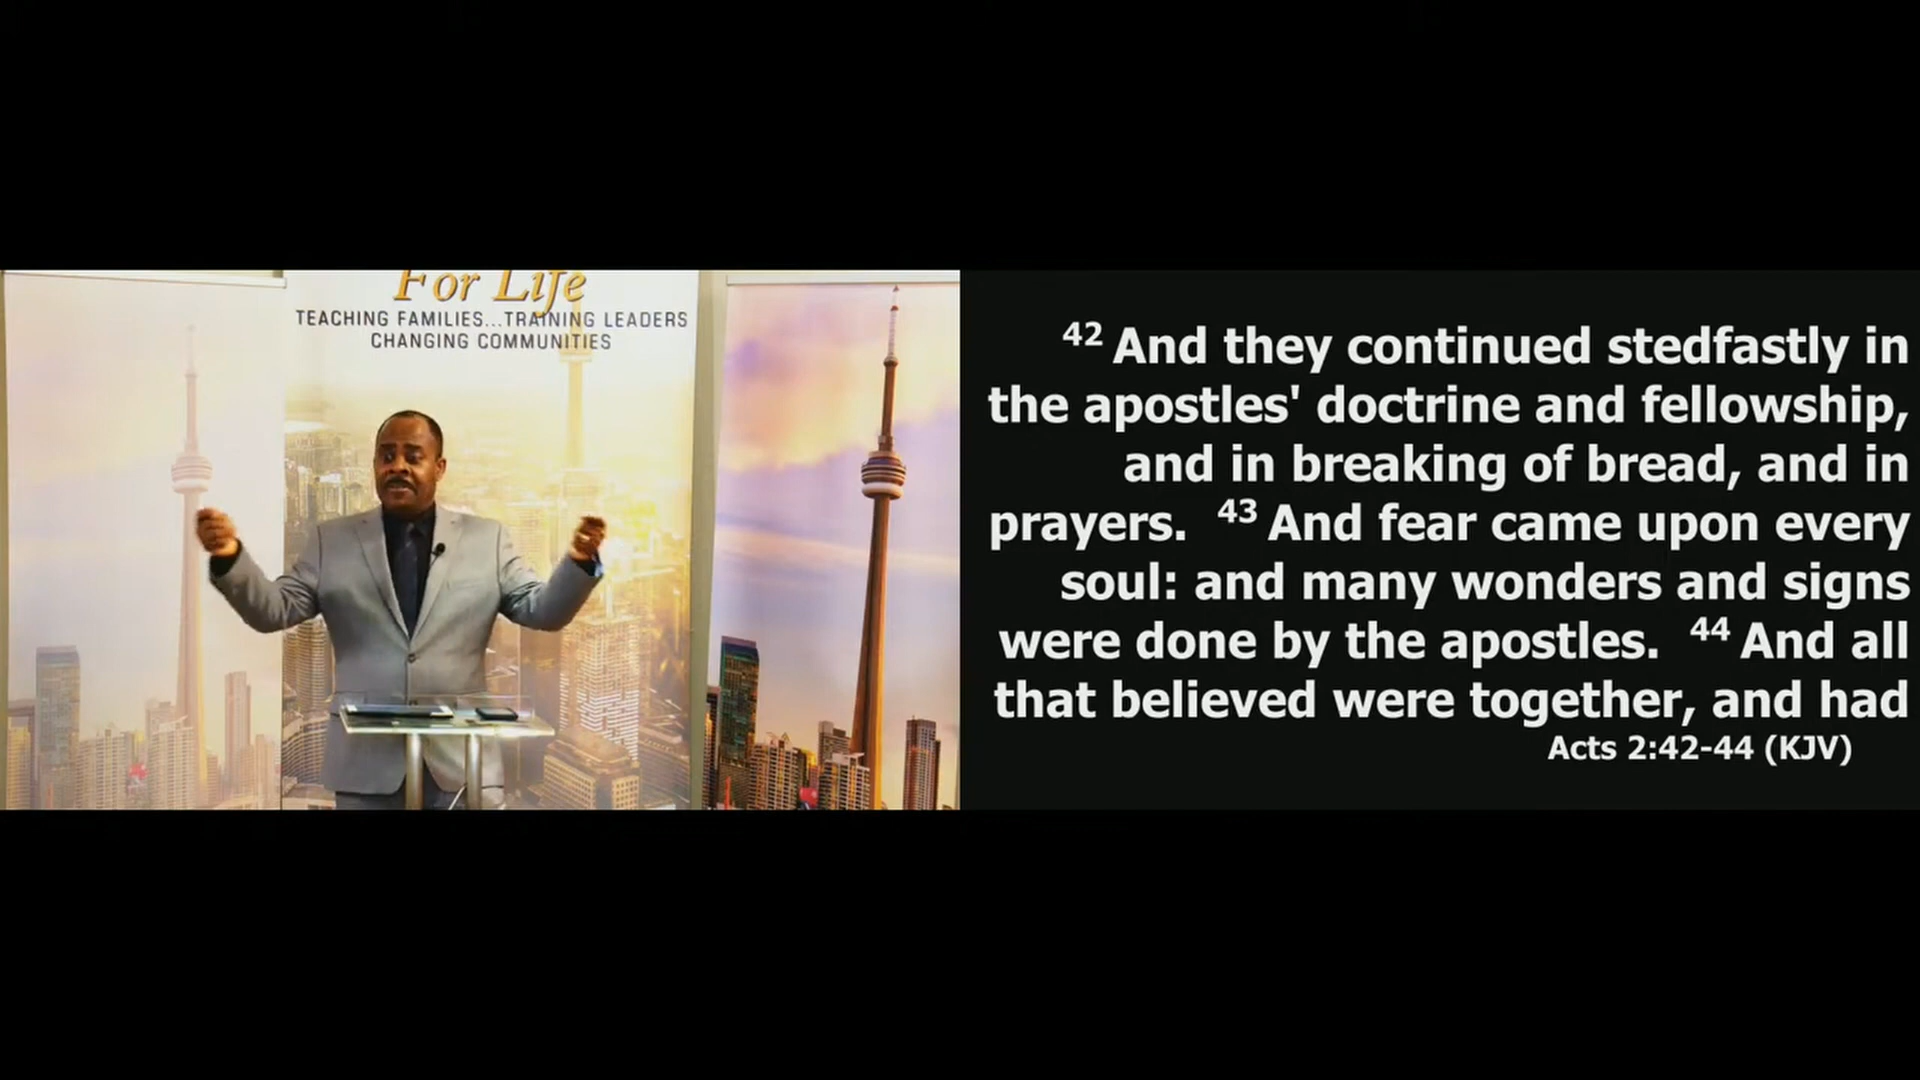 For Life
TEACHING FAMILIES...TRAINING LEADERS
CHANGING COMMUNITIES
42 And they continued stedfastly in
the apostles' doctrine and fellowship,
and in breaking of bread, and in
prayers. 43 And fear came upon every
soul: and many wonders and signs
were done by the apostles. 44 And all
that believed were together, and had
Acts 2:42-44 (KJV)